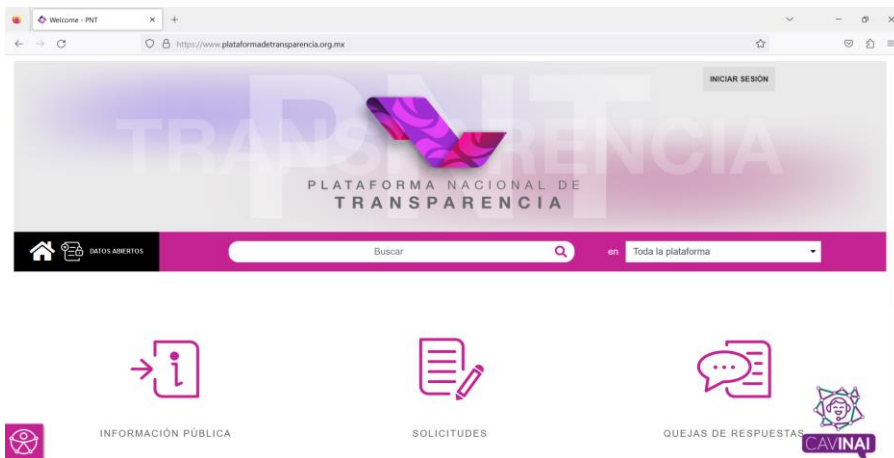 Welcome - PNT
https://www.plataformadetransparencia.org.mx
INICIAR SESIÓN
PNT
TRANSPARENCIA
PLATAFORMA NACIONAL DE
TRANSPARENCIA
DATOS ABIERTOS
Buscar
en
Toda la plataforma
INFORMACIÓN PÚBLICA
SOLICITUDES
QUEJAS DE RESPUESTAS
CAVINAI